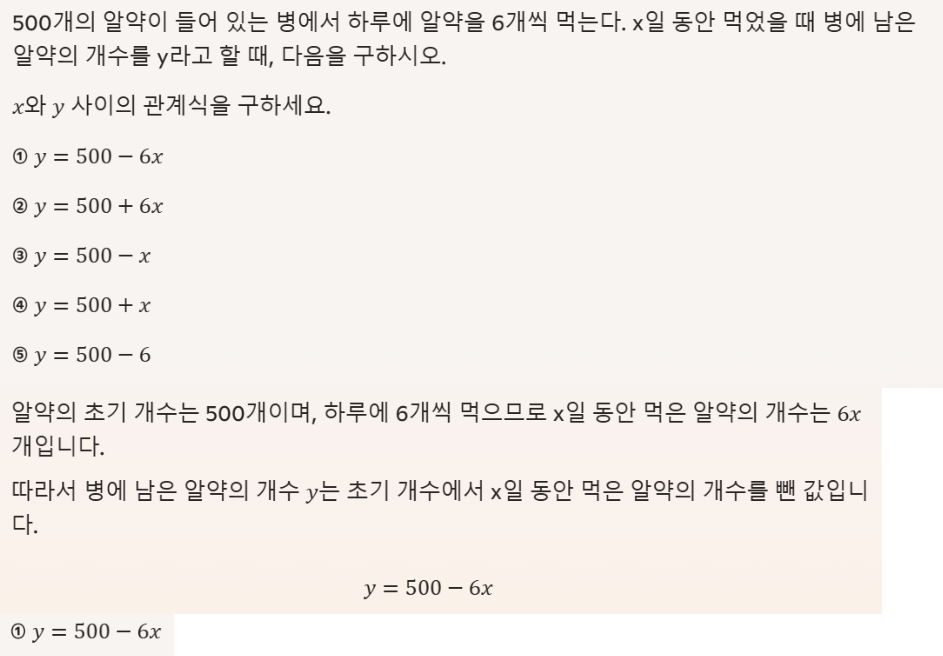 500개의 알약이 들어 있는 병에서 하루에 알약을 6개씩 먹는다. x일 동안 먹었을 때 병에 남은
알약의 개수를 y라고 할 때, 다음을 구하시오.
x와 y 사이의 관계식을 구하세요.
① y = 500 − 6x
② y = 500 + 6x
③ y = 500 − x
④ y = 500 + x
⑤ y = 500 − 6
알약의 초기 개수는 500개이며, 하루에 6개씩 먹으므로 x일 동안 먹은 알약의 개수는 6x
개입니다.
따라서 병에 남은 알약의 개수 y는 초기 개수에서 x일 동안 먹은 알약의 개수를 뺀 값입니
다.
y = 500 − 6x
① y = 500 − 6x